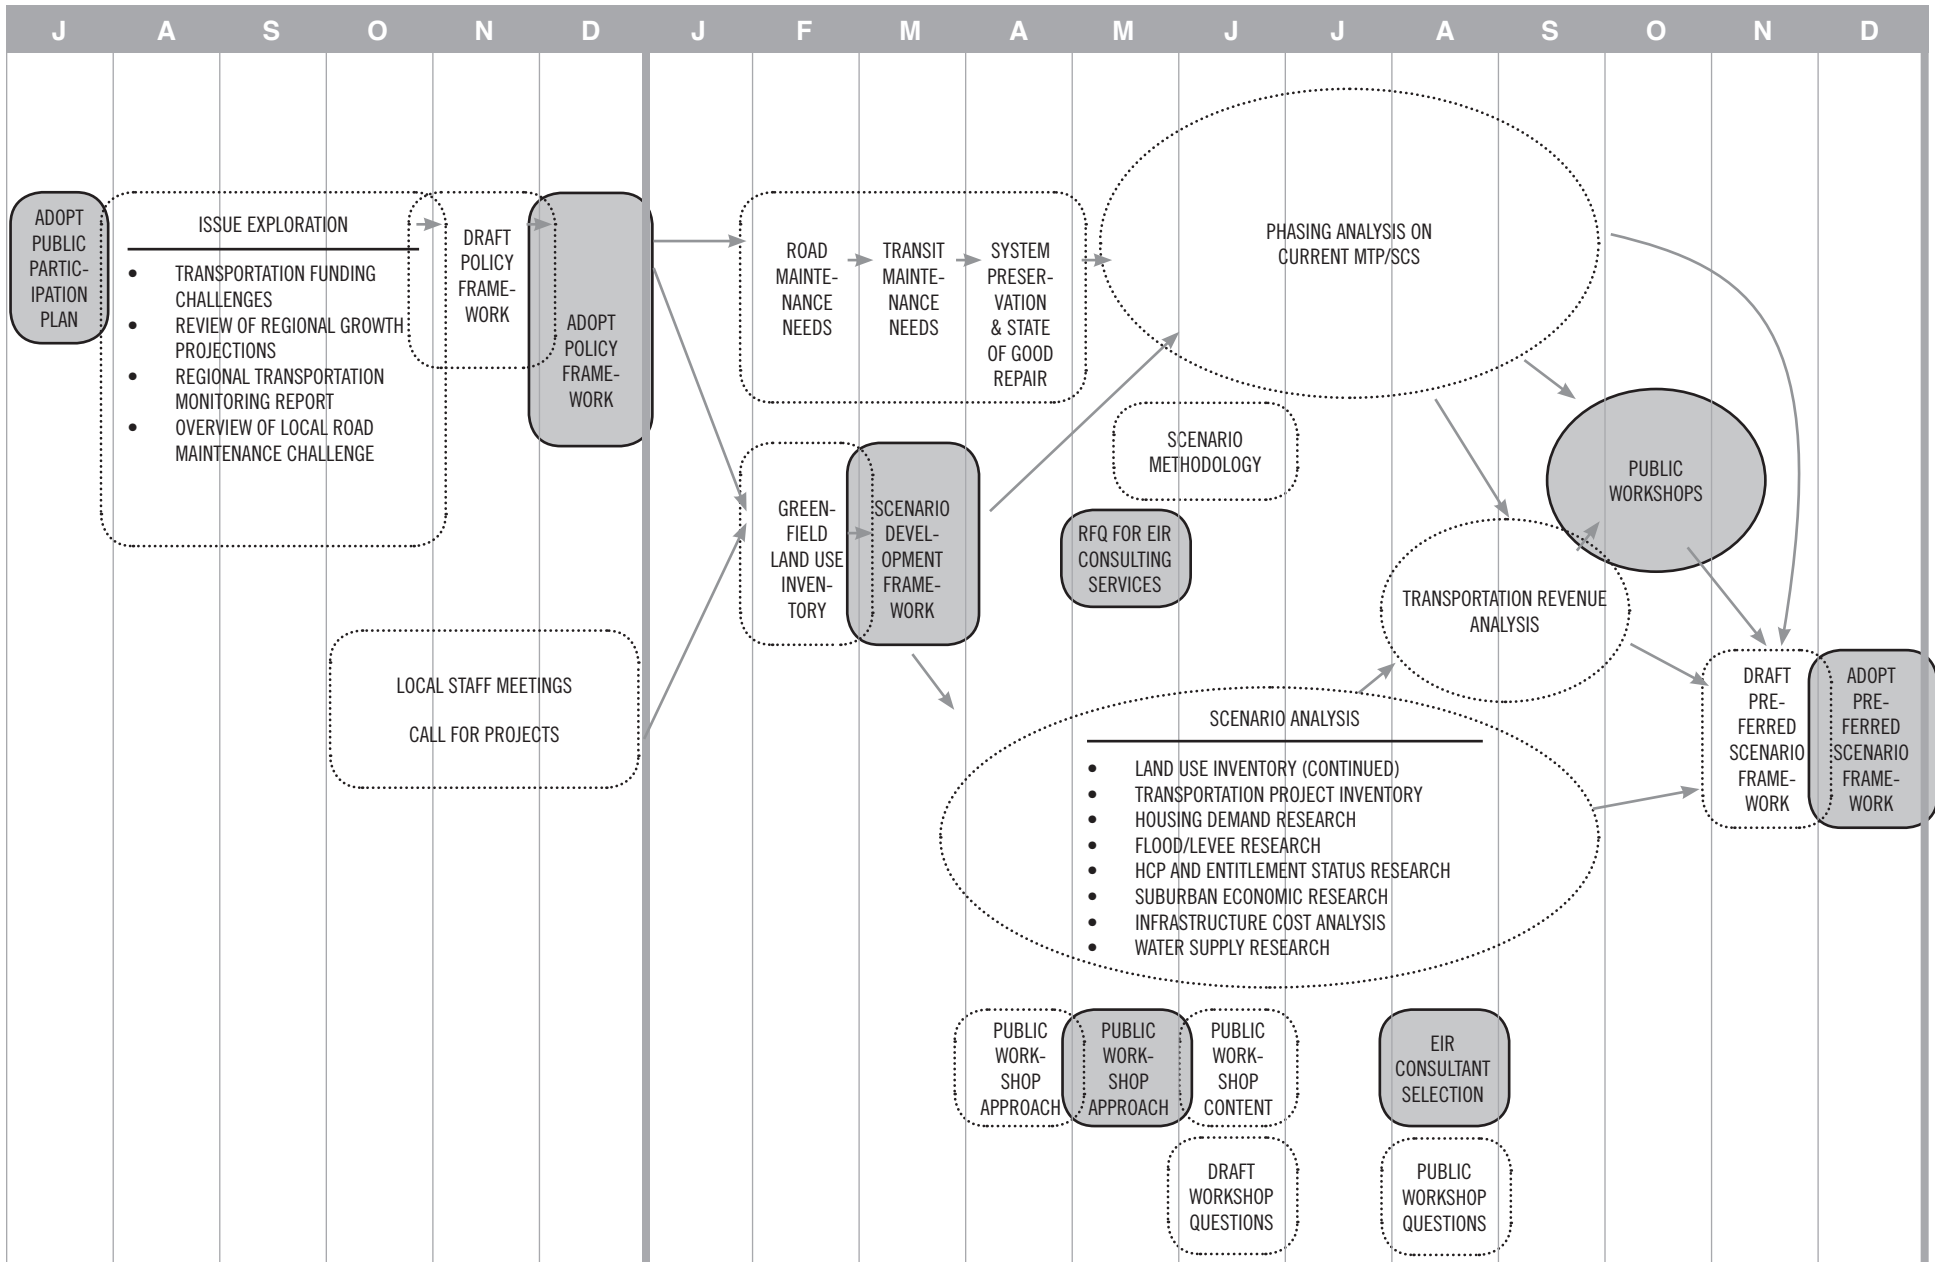 J A S O N D J F M A M J J A S O N D
ADOPT
PUBLIC
PARTIC-
IPATION
PLAN
ISSUE EXPLORATION
• TRANSPORTATION FUNDING
CHALLENGES
• REVIEW OF REGIONAL GROWTH
PROJECTIONS
• REGIONAL TRANSPORTATION
MONITORING REPORT
• OVERVIEW OF LOCAL ROAD
MAINTENANCE CHALLENGE
DRAFT
POLICY
FRAME-
WORK
ADOPT
POLICY
FRAME-
WORK
LOCAL STAFF MEETINGS
CALL FOR PROJECTS
ROAD
MAINTE-
NANCE
NEEDS
TRANSIT
MAINTE-
NANCE
NEEDS
SYSTEM
PRESER-
VATION
& STATE
OF GOOD
REPAIR
GREEN-
FIELD
LAND USE
INVEN-
TORY
SCENARIO
DEVEL-
OPMENT
FRAME-
WORK
PHASING ANALYSIS ON
CURRENT MTP/SCS
SCENARIO
METHODOLOGY
RFQ FOR EIR
CONSULTING
SERVICES
PUBLIC
WORKSHOPS
TRANSPORTATION REVENUE
ANALYSIS
SCENARIO ANALYSIS
• LAND USE INVENTORY (CONTINUED)
• TRANSPORTATION PROJECT INVENTORY
• HOUSING DEMAND RESEARCH
• FLOOD/LEVEE RESEARCH
• HCP AND ENTITLEMENT STATUS RESEARCH
• SUBURBAN ECONOMIC RESEARCH
• INFRASTRUCTURE COST ANALYSIS
• WATER SUPPLY RESEARCH
DRAFT
PRE-
FERRED
SCENARIO
FRAME-
WORK
ADOPT
PRE-
FERRED
SCENARIO
FRAME-
WORK
PUBLIC
WORK-
SHOP
APPROACH
PUBLIC
WORK-
SHOP
APPROACH
PUBLIC
WORK-
SHOP
CONTENT
EIR
CONSULTANT
SELECTION
DRAFT
WORKSHOP
QUESTIONS
PUBLIC
WORKSHOP
QUESTIONS